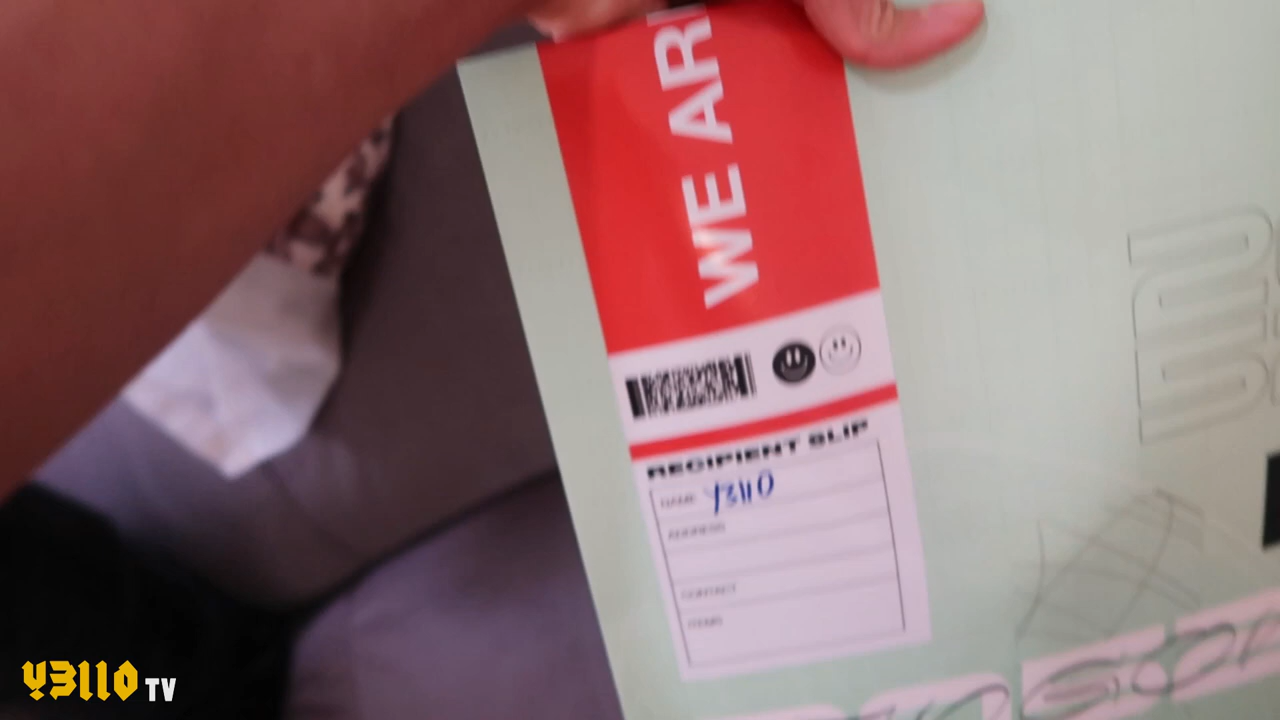 WE AR
RECIPIENT SLIP
NAME Y3110
ADDRESS
CONTACT
ITEMS
Y3110 TV